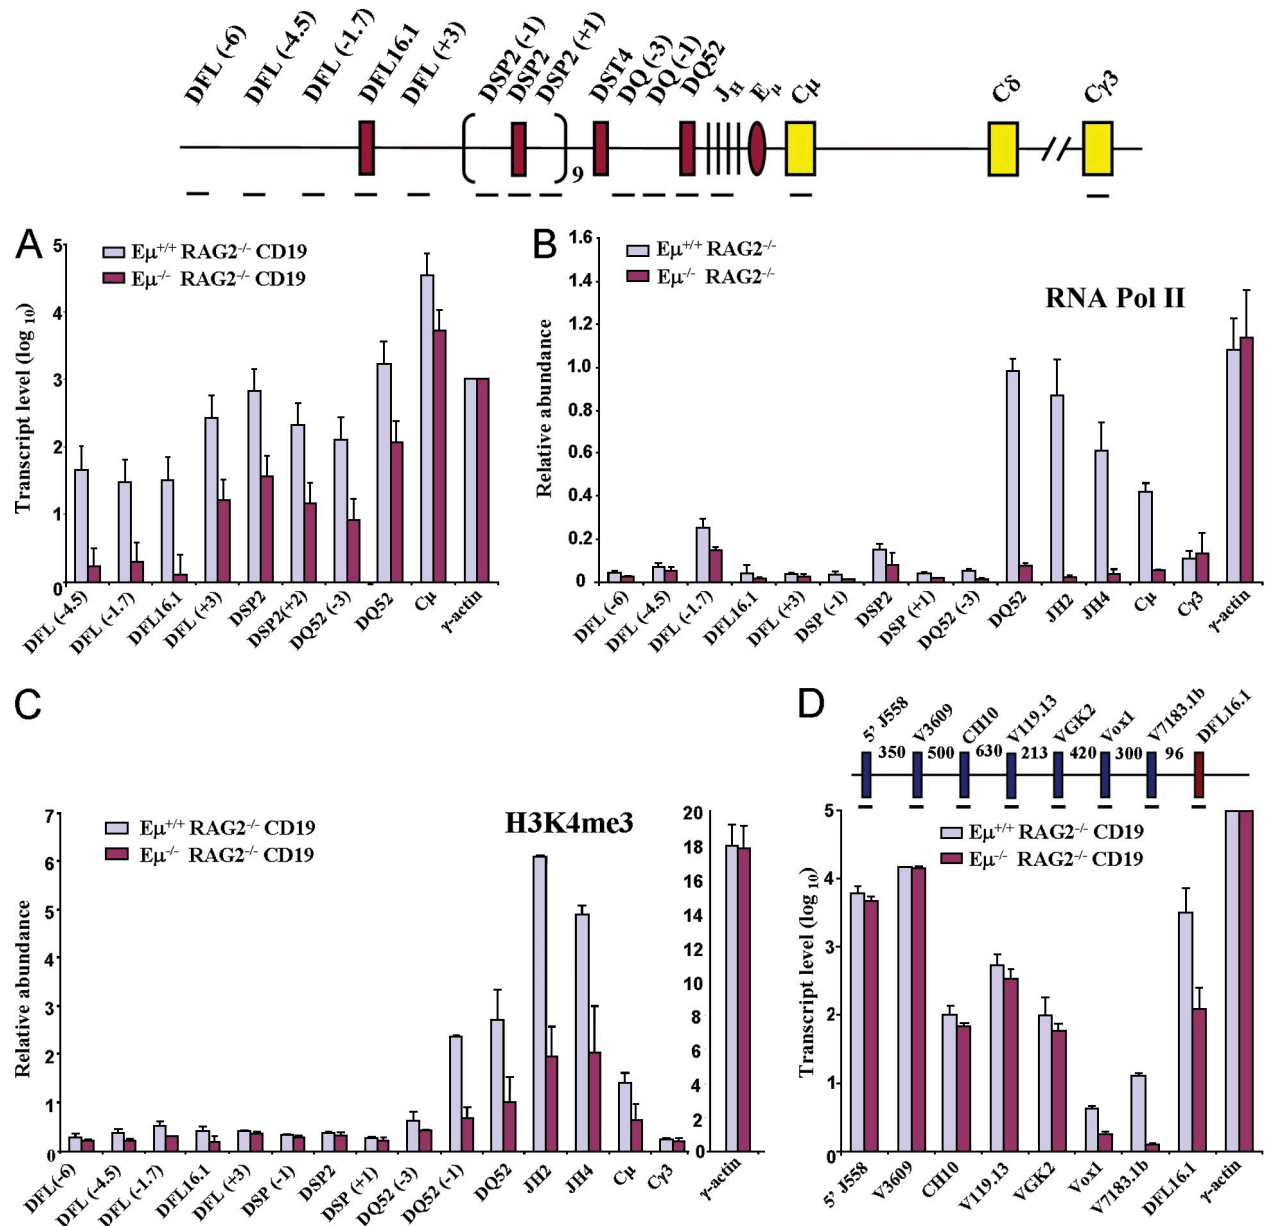 DFL (-6)
DFL (-4.5)
DFL (-1.7)
DFL16.1
DFL (+3)
DSP2 (-1)
DSP2
DSP2 (+1)
DST4
DQ (-3)
DQ (-1)
DQ52
JH
Eμ
Cμ
Cδ
Cγ3
9
A
Eμ+/+ RAG2-/- CD19
Eμ-/- RAG2-/- CD19
Transcript level (log 10)
5
4
3
2
1
0
DFL (-4.5)
DFL (-1.7)
DFL16.1
DFL (+3)
DSP2
DSP2(+2)
DQ52 (-3)
DQ52
Cμ
γ-actin
B
Eμ+/+ RAG2-/-
Eμ-/- RAG2-/-
RNA Pol II
Relative abundance
1.6
1.4
1.2
1.0
0.8
0.6
0.4
0.2
0
DFL (-6)
DFL (-4.5)
DFL (-1.7)
DFL16.1
DFL (+3)
DSP (-1)
DSP2
DSP (+1)
DQ52 (-3)
DQ52
JH2
JH4
Cμ
Cγ3
γ-actin
C
Eμ+/+ RAG2-/- CD19
Eμ-/- RAG2-/- CD19
H3K4me3
Relative abundance
7
6
5
4
3
2
1
0
20
18
16
14
12
10
8
6
4
2
0
DFL(-6)
DFL (-4.5)
DFL (-1.7)
DFL16.1
DFL (+3)
DSP (-1)
DSP2
DSP (+1)
DQ52 (-3)
DQ52 (-1)
DQ52
JH2
JH4
Cμ
Cγ3
γ-actin
D
5' J558
V3609
CH10
V119.13
VGK2
Vox1
V7183.1b
DFL16.1
350 500 630 213 420 300 96
Eμ+/+ RAG2-/- CD19
Eμ-/- RAG2-/- CD19
Transcript level (log 10)
5
4
3
2
1
0
5' J558
V3609
CH10
V119.13
VGK2
Vox1
V7183.1b
DFL16.1
γ-actin